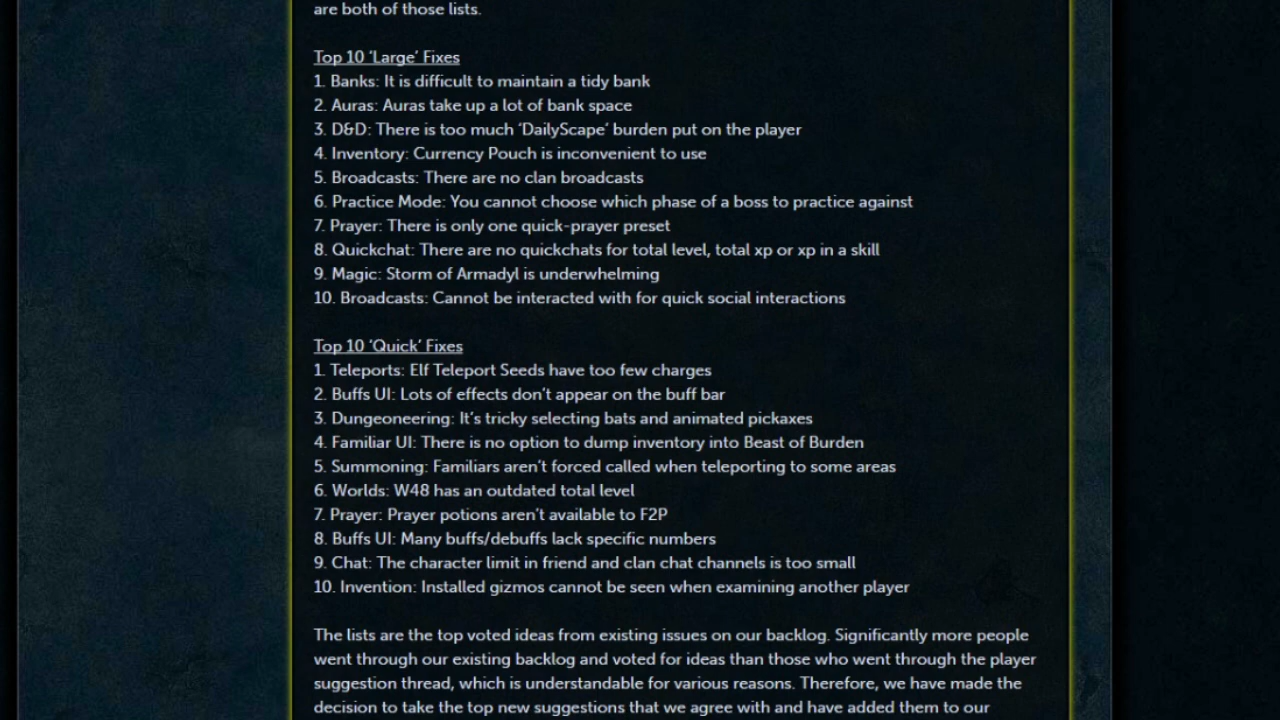 are both of those lists.
Top 10 ‘Large’ Fixes
1. Banks: It is difficult to maintain a tidy bank
2. Auras: Auras take up a lot of bank space
3. D&D: There is too much ‘DailyScape’ burden put on the player
4. Inventory: Currency Pouch is inconvenient to use
5. Broadcasts: There are no clan broadcasts
6. Practice Mode: You cannot choose which phase of a boss to practice against
7. Prayer: There is only one quick-prayer preset
8. Quickchat: There are no quickchats for total level, total xp or xp in a skill
9. Magic: Storm of Armadyl is underwhelming
10. Broadcasts: Cannot be interacted with for quick social interactions
Top 10 ‘Quick’ Fixes
1. Teleports: Elf Teleport Seeds have too few charges
2. Buffs UI: Lots of effects don’t appear on the buff bar
3. Dungeoneering: It’s tricky selecting bats and animated pickaxes
4. Familiar UI: There is no option to dump inventory into Beast of Burden
5. Summoning: Familiars aren’t forced called when teleporting to some areas
6. Worlds: W48 has an outdated total level
7. Prayer: Prayer potions aren’t available to F2P
8. Buffs UI: Many buffs/debuffs lack specific numbers
9. Chat: The character limit in friend and clan chat channels is too small
10. Invention: Installed gizmos cannot be seen when examining another player
The lists are the top voted ideas from existing issues on our backlog. Significantly more people
went through our existing backlog and voted for ideas than those who went through the player
suggestion thread, which is understandable for various reasons. Therefore, we have made the
decision to take the top new suggestions that we agree with and have added them to our